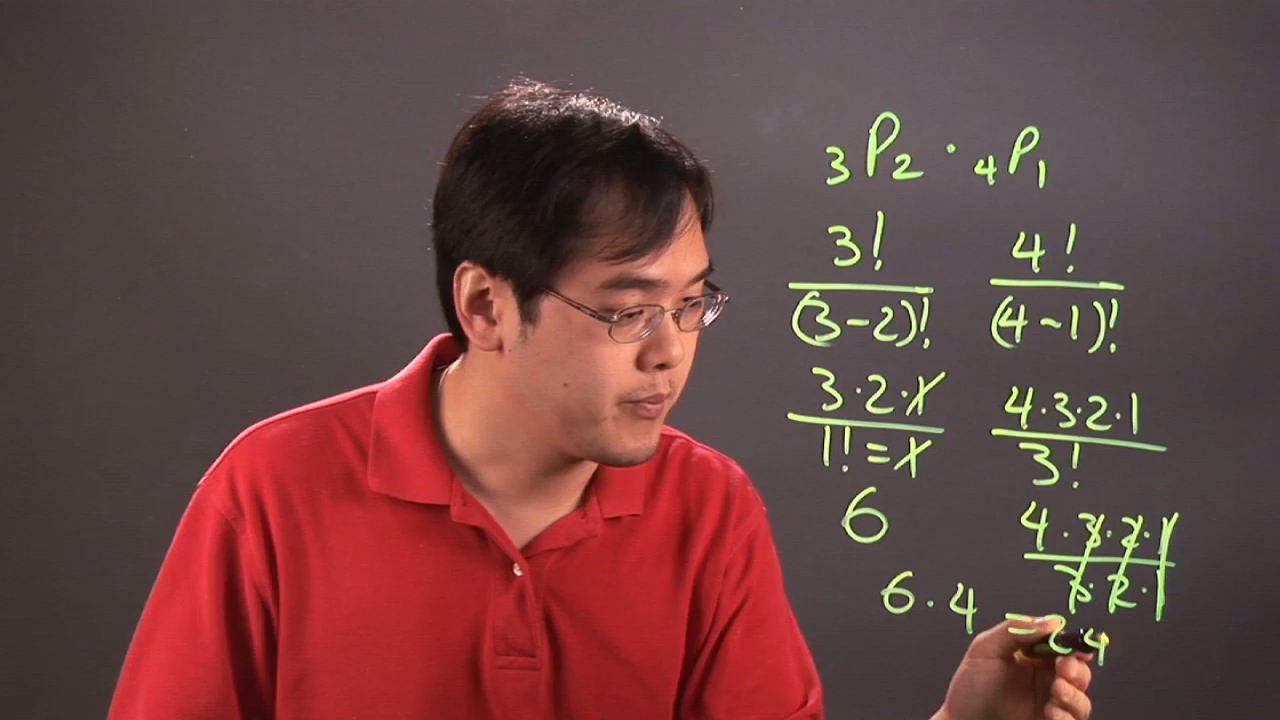 3P2 · 4P1
3! 4!
(3-2)! (4-1)!
3·2·1 4·3·2·1
1! = 1 3!
6 4·3·2·1
3·2·1
6·4 = 24